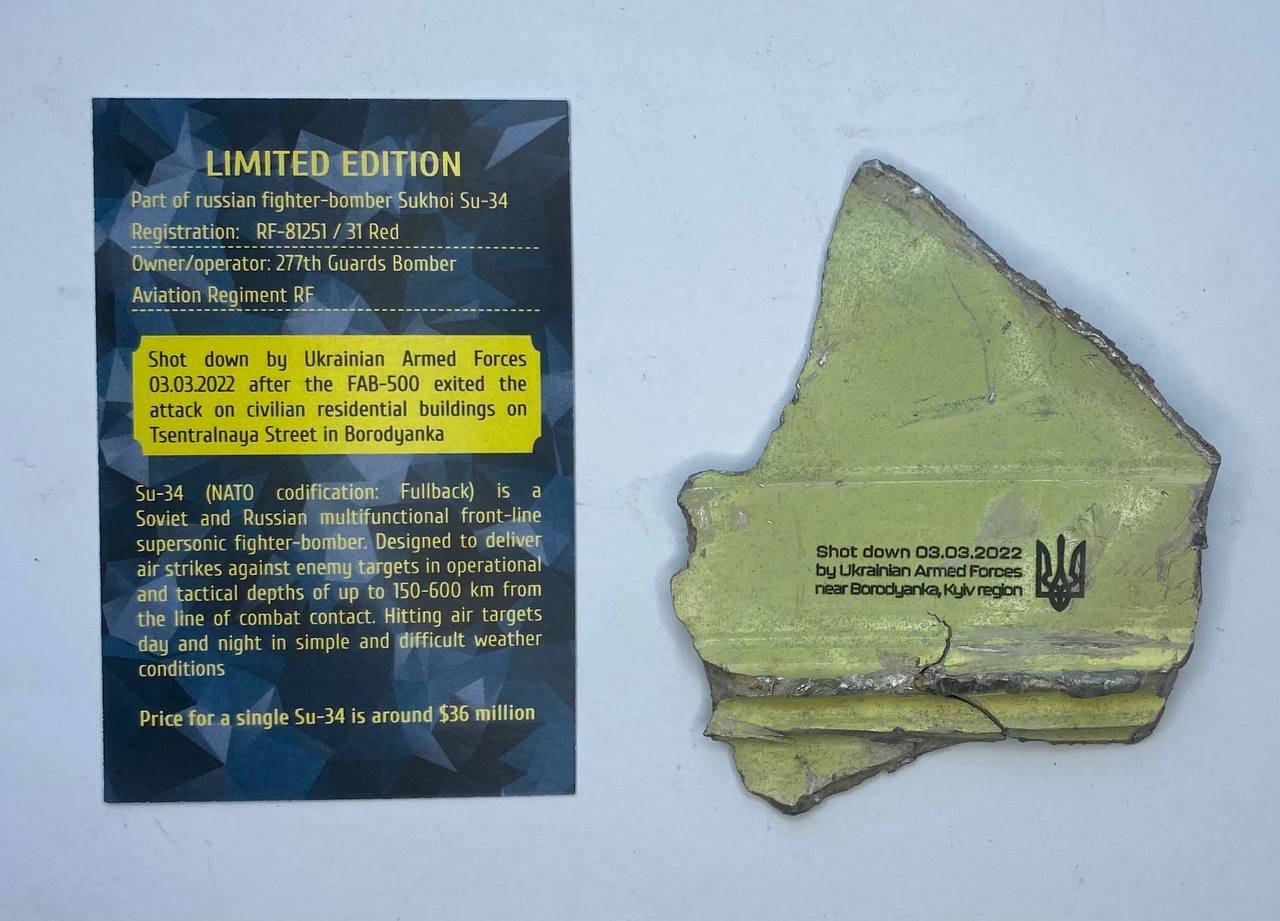 LIMITED EDITION
Part of russian fighter-bomber Sukhoi Su-34
Registration: RF-81251 / 31 Red
Owner/operator: 277th Guards Bomber
Aviation Regiment RF
Shot down by Ukrainian Armed Forces
03.03.2022 after the FAB-500 exited the
attack on civilian residential buildings on
Tsentralnaya Street in Borodyanka
Su-34 (NATO codification: Fullback) is a
Soviet and Russian multifunctional front-line
supersonic fighter-bomber. Designed to deliver
air strikes against enemy targets in operational
and tactical depths of up to 150-600 km from
the line of combat contact. Hitting air targets
day and night in simple and difficult weather
conditions
Price for a single Su-34 is around $36 million
Shot down 03.03.2022
by Ukrainian Armed Forces
near Borodyanka, Kyiv region